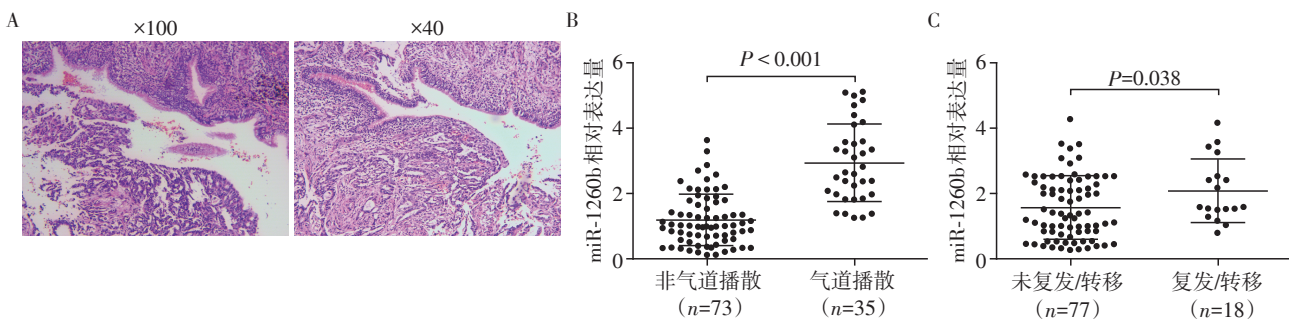 A
×100
×40
B
miR-1260b相对表达量
6
4
2
0
P＜0.001
非气道播散
（n=73）
气道播散
（n=35）
C
miR-1260b相对表达量
6
4
2
0
P=0.038
未复发/转移
（n=77）
复发/转移
（n=18）